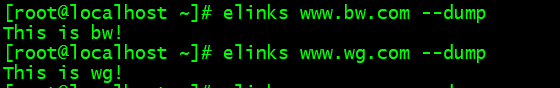 [root@localhost ~]# elinks www.bw.com --dump
This is bw!
[root@localhost ~]# elinks www.wg.com --dump
This is wg!